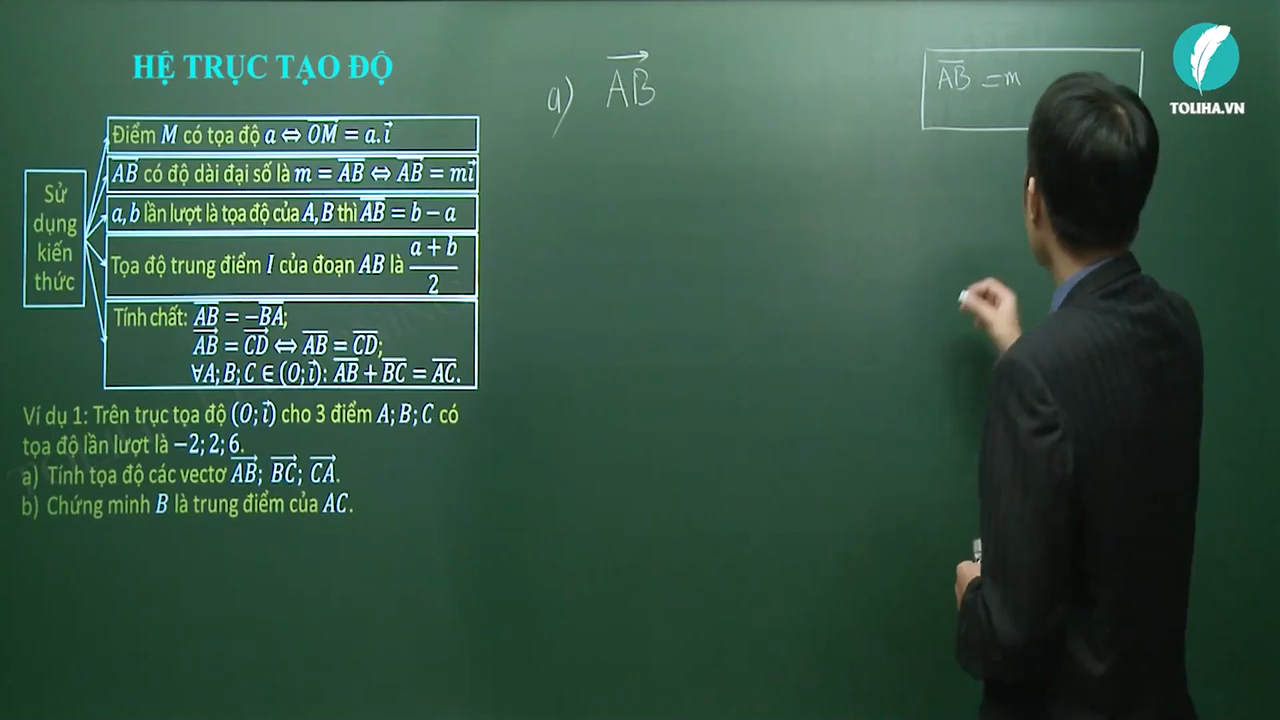 HỆ TRỤC TẠO ĐỘ
Sử
dụng
kiến
thức
Điểm M có tọa độ a ⇔ \overrightarrow{OM} = a.\vec{i}
\overrightarrow{AB} có độ dài đại số là m = \overline{AB} ⇔ \overrightarrow{AB} = m\vec{i}
a, b lần lượt là tọa độ của A, B thì \overline{AB} = b − a
Tọa độ trung điểm I của đoạn AB là \frac{a + b}{2}
Tính chất: \overline{AB} = −\overline{BA};
\overrightarrow{AB} = \overrightarrow{CD} ⇔ \overline{AB} = \overline{CD};
∀A; B; C ∈ (O; \vec{i}): \overline{AB} + \overline{BC} = \overline{AC}.
Ví dụ 1: Trên trục tọa độ (O; \vec{i}) cho 3 điểm A; B; C có
tọa độ lần lượt là −2; 2; 6.
a) Tính tọa độ các vectơ \overrightarrow{AB}; \overrightarrow{BC}; \overrightarrow{CA}.
b) Chứng minh B là trung điểm của AC.
a) \overrightarrow{AB}
\overline{AB} = m
TOLIHA.VN